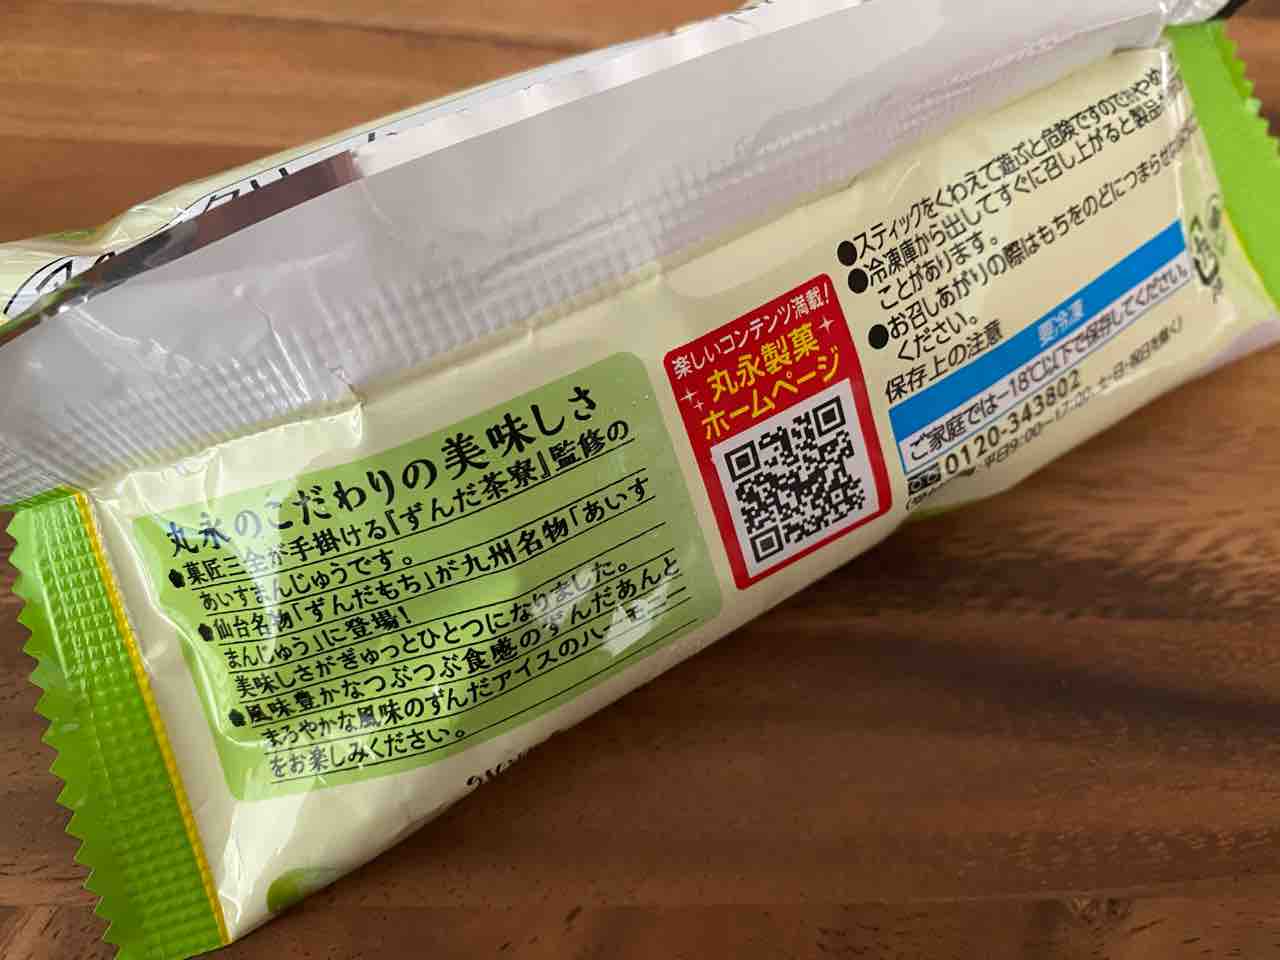 丸永のこだわりの美味しさ
菓匠三全が手掛ける『ずんだ茶寮』監修の
あいすまんじゅうです。
仙台名物「ずんだもち」が九州名物「あいす
まんじゅう」に登場!
美味しさがぎゅっとひとつになりました。
風味豊かなつぶつぶ食感のずんだあんと
まろやかな風味のずんだアイスのハーモニー
をお楽しみください。
楽しいコンテンツ満載!
丸永製菓
ホームページ
●スティックをくわえて遊ぶと危険ですのでおやめ
●冷凍庫から出してすぐに召し上がると製品
ことがあります。
●お召しあがりの際はもちをのどにつまらせ
ください。
保存上の注意
要冷凍
ご家庭では−18℃以下で保存してください。
0120-343802
平日9:00〜17:00 土・日・祝日を除く)